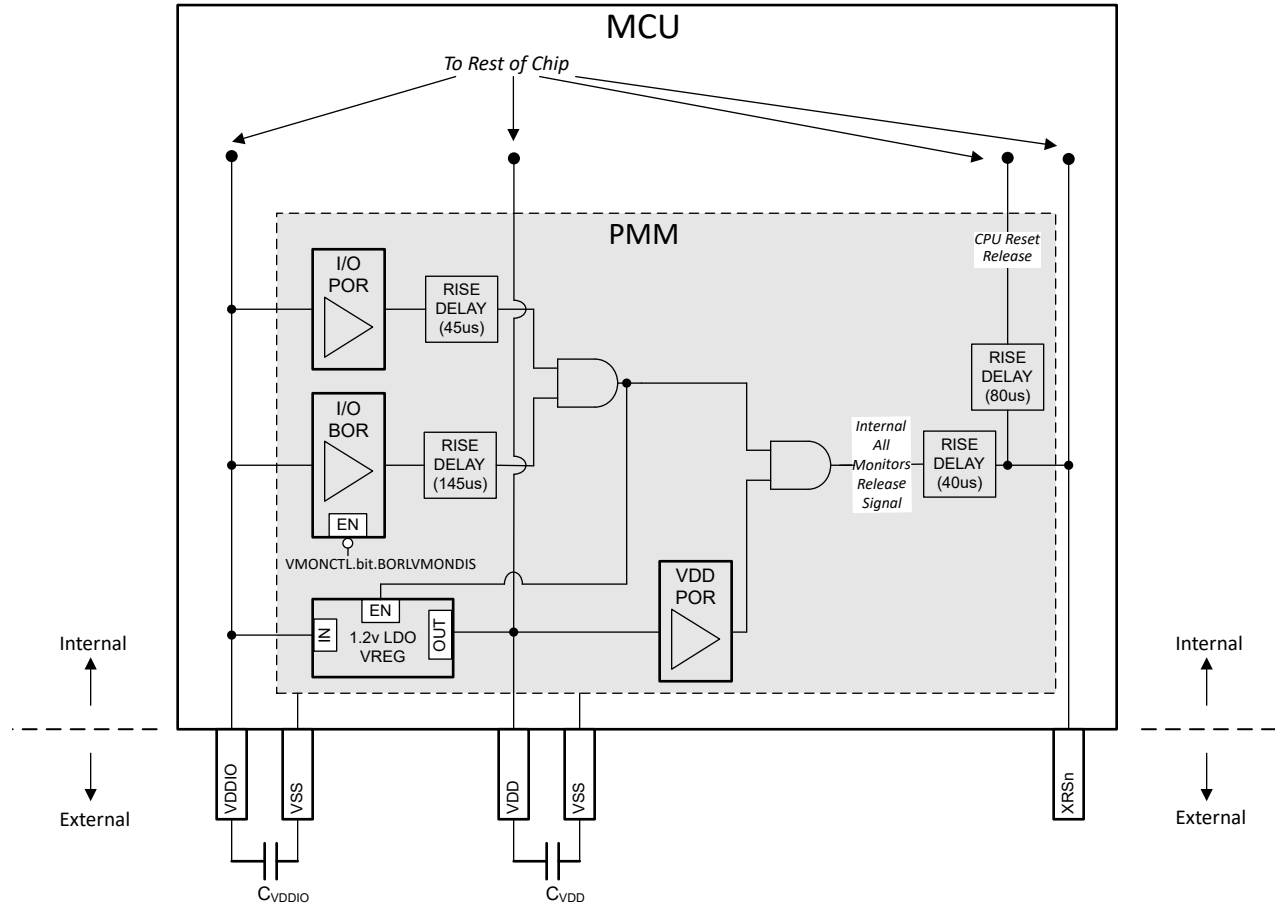 MCU
To Rest of Chip
PMM
CPU Reset
Release
I/O
POR
RISE
DELAY
(45us)
RISE
DELAY
(80us)
I/O
BOR
EN
VMONCTL.bit.BORLVMONDIS
RISE
DELAY
(145us)
Internal
All
Monitors
Release
Signal
RISE
DELAY
(40us)
EN
IN
1.2v LDO
VREG
OUT
VDD
POR
Internal
External
Internal
External
VDDIO
VSS
VDD
VSS
XRSn
CVDDIO
CVDD